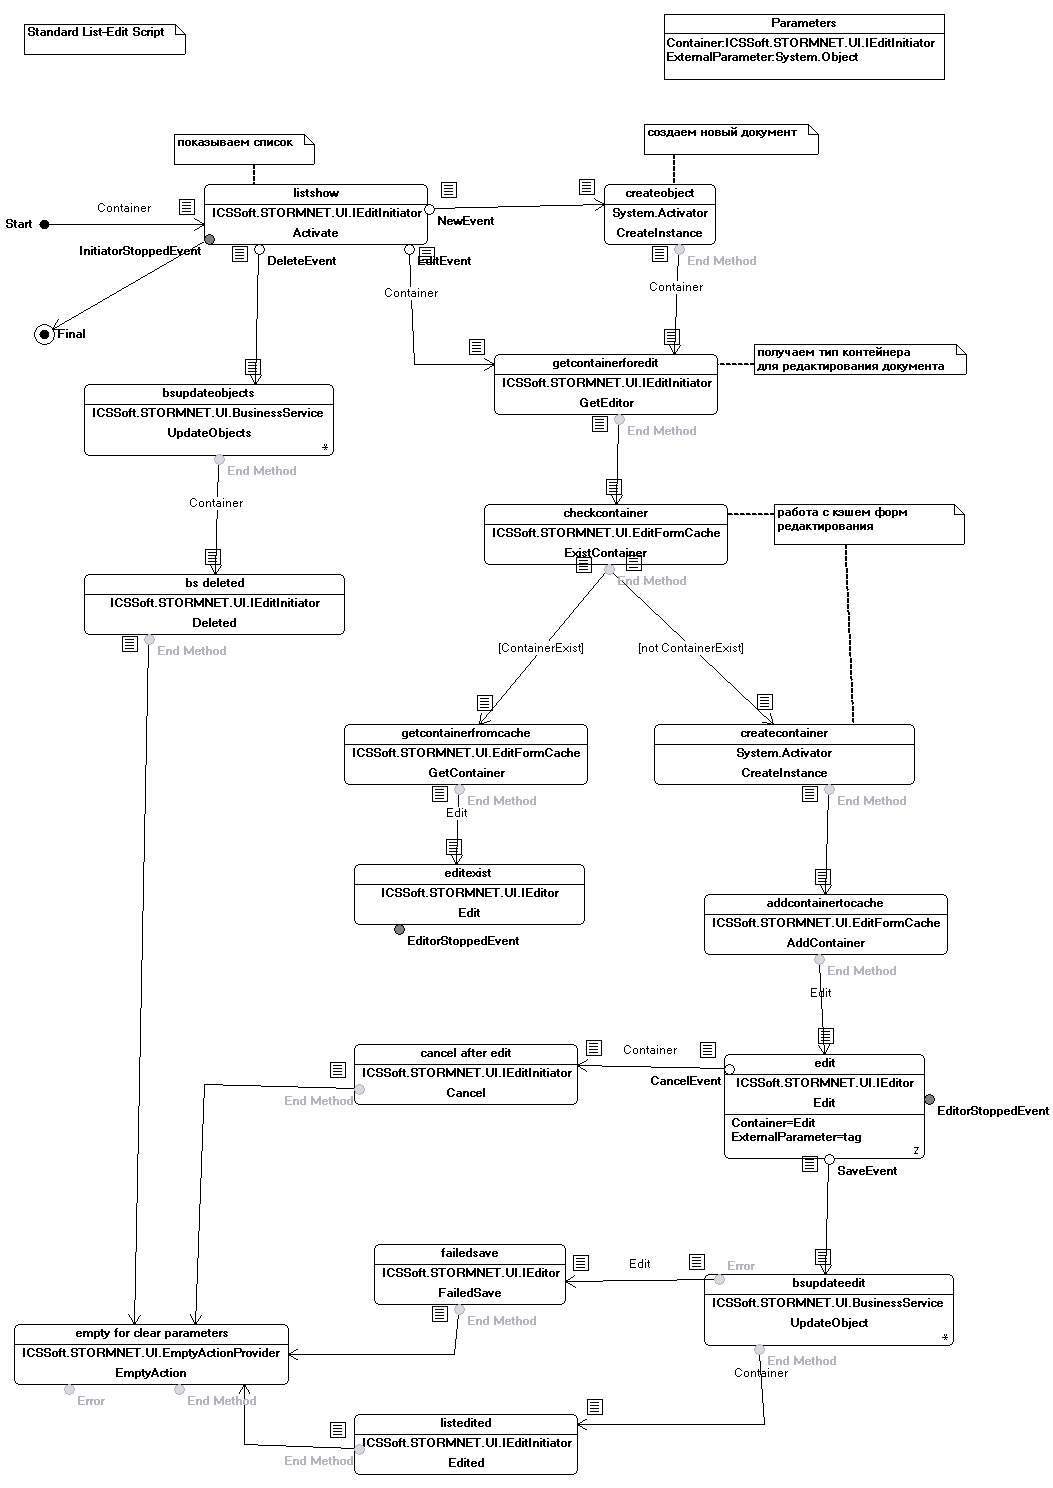 Standard List-Edit Script
Parameters
Container:ICSSoft.STORMNET.UI.IEditInitiator
ExternalParameter:System.Object
показываем список
создаем новый документ
Start
Container
listshow
ICSSoft.STORMNET.UI.IEditInitiator
Activate
NewEvent
createobject
System.Activator
CreateInstance
InitiatorStoppedEvent
DeleteEvent
EditEvent
End Method
Container
Container
Final
получаем тип контейнера
для редактирования документа
getcontainerforedit
ICSSoft.STORMNET.UI.IEditInitiator
GetEditor
End Method
bsupdateobjects
ICSSoft.STORMNET.UI.BusinessService
UpdateObjects
*
End Method
Container
checkcontainer
ICSSoft.STORMNET.UI.EditFormCache
ExistContainer
End Method
работа с кэшем форм
редактирования
bs deleted
ICSSoft.STORMNET.UI.IEditInitiator
Deleted
End Method
[ContainerExist]
[not ContainerExist]
getcontainerfromcache
ICSSoft.STORMNET.UI.EditFormCache
GetContainer
End Method
Edit
createcontainer
System.Activator
CreateInstance
End Method
editexist
ICSSoft.STORMNET.UI.IEditor
Edit
EditorStoppedEvent
addcontainertocache
ICSSoft.STORMNET.UI.EditFormCache
AddContainer
End Method
Edit
cancel after edit
ICSSoft.STORMNET.UI.IEditInitiator
Cancel
End Method
Container
CancelEvent
edit
ICSSoft.STORMNET.UI.IEditor
Edit
Container=Edit
ExternalParameter=tag
z
EditorStoppedEvent
SaveEvent
failedsave
ICSSoft.STORMNET.UI.IEditor
FailedSave
End Method
Edit
Error
bsupdateedit
ICSSoft.STORMNET.UI.BusinessService
UpdateObject
*
End Method
Container
empty for clear parameters
ICSSoft.STORMNET.UI.EmptyActionProvider
EmptyAction
Error
End Method
listedited
ICSSoft.STORMNET.UI.IEditInitiator
Edited
End Method